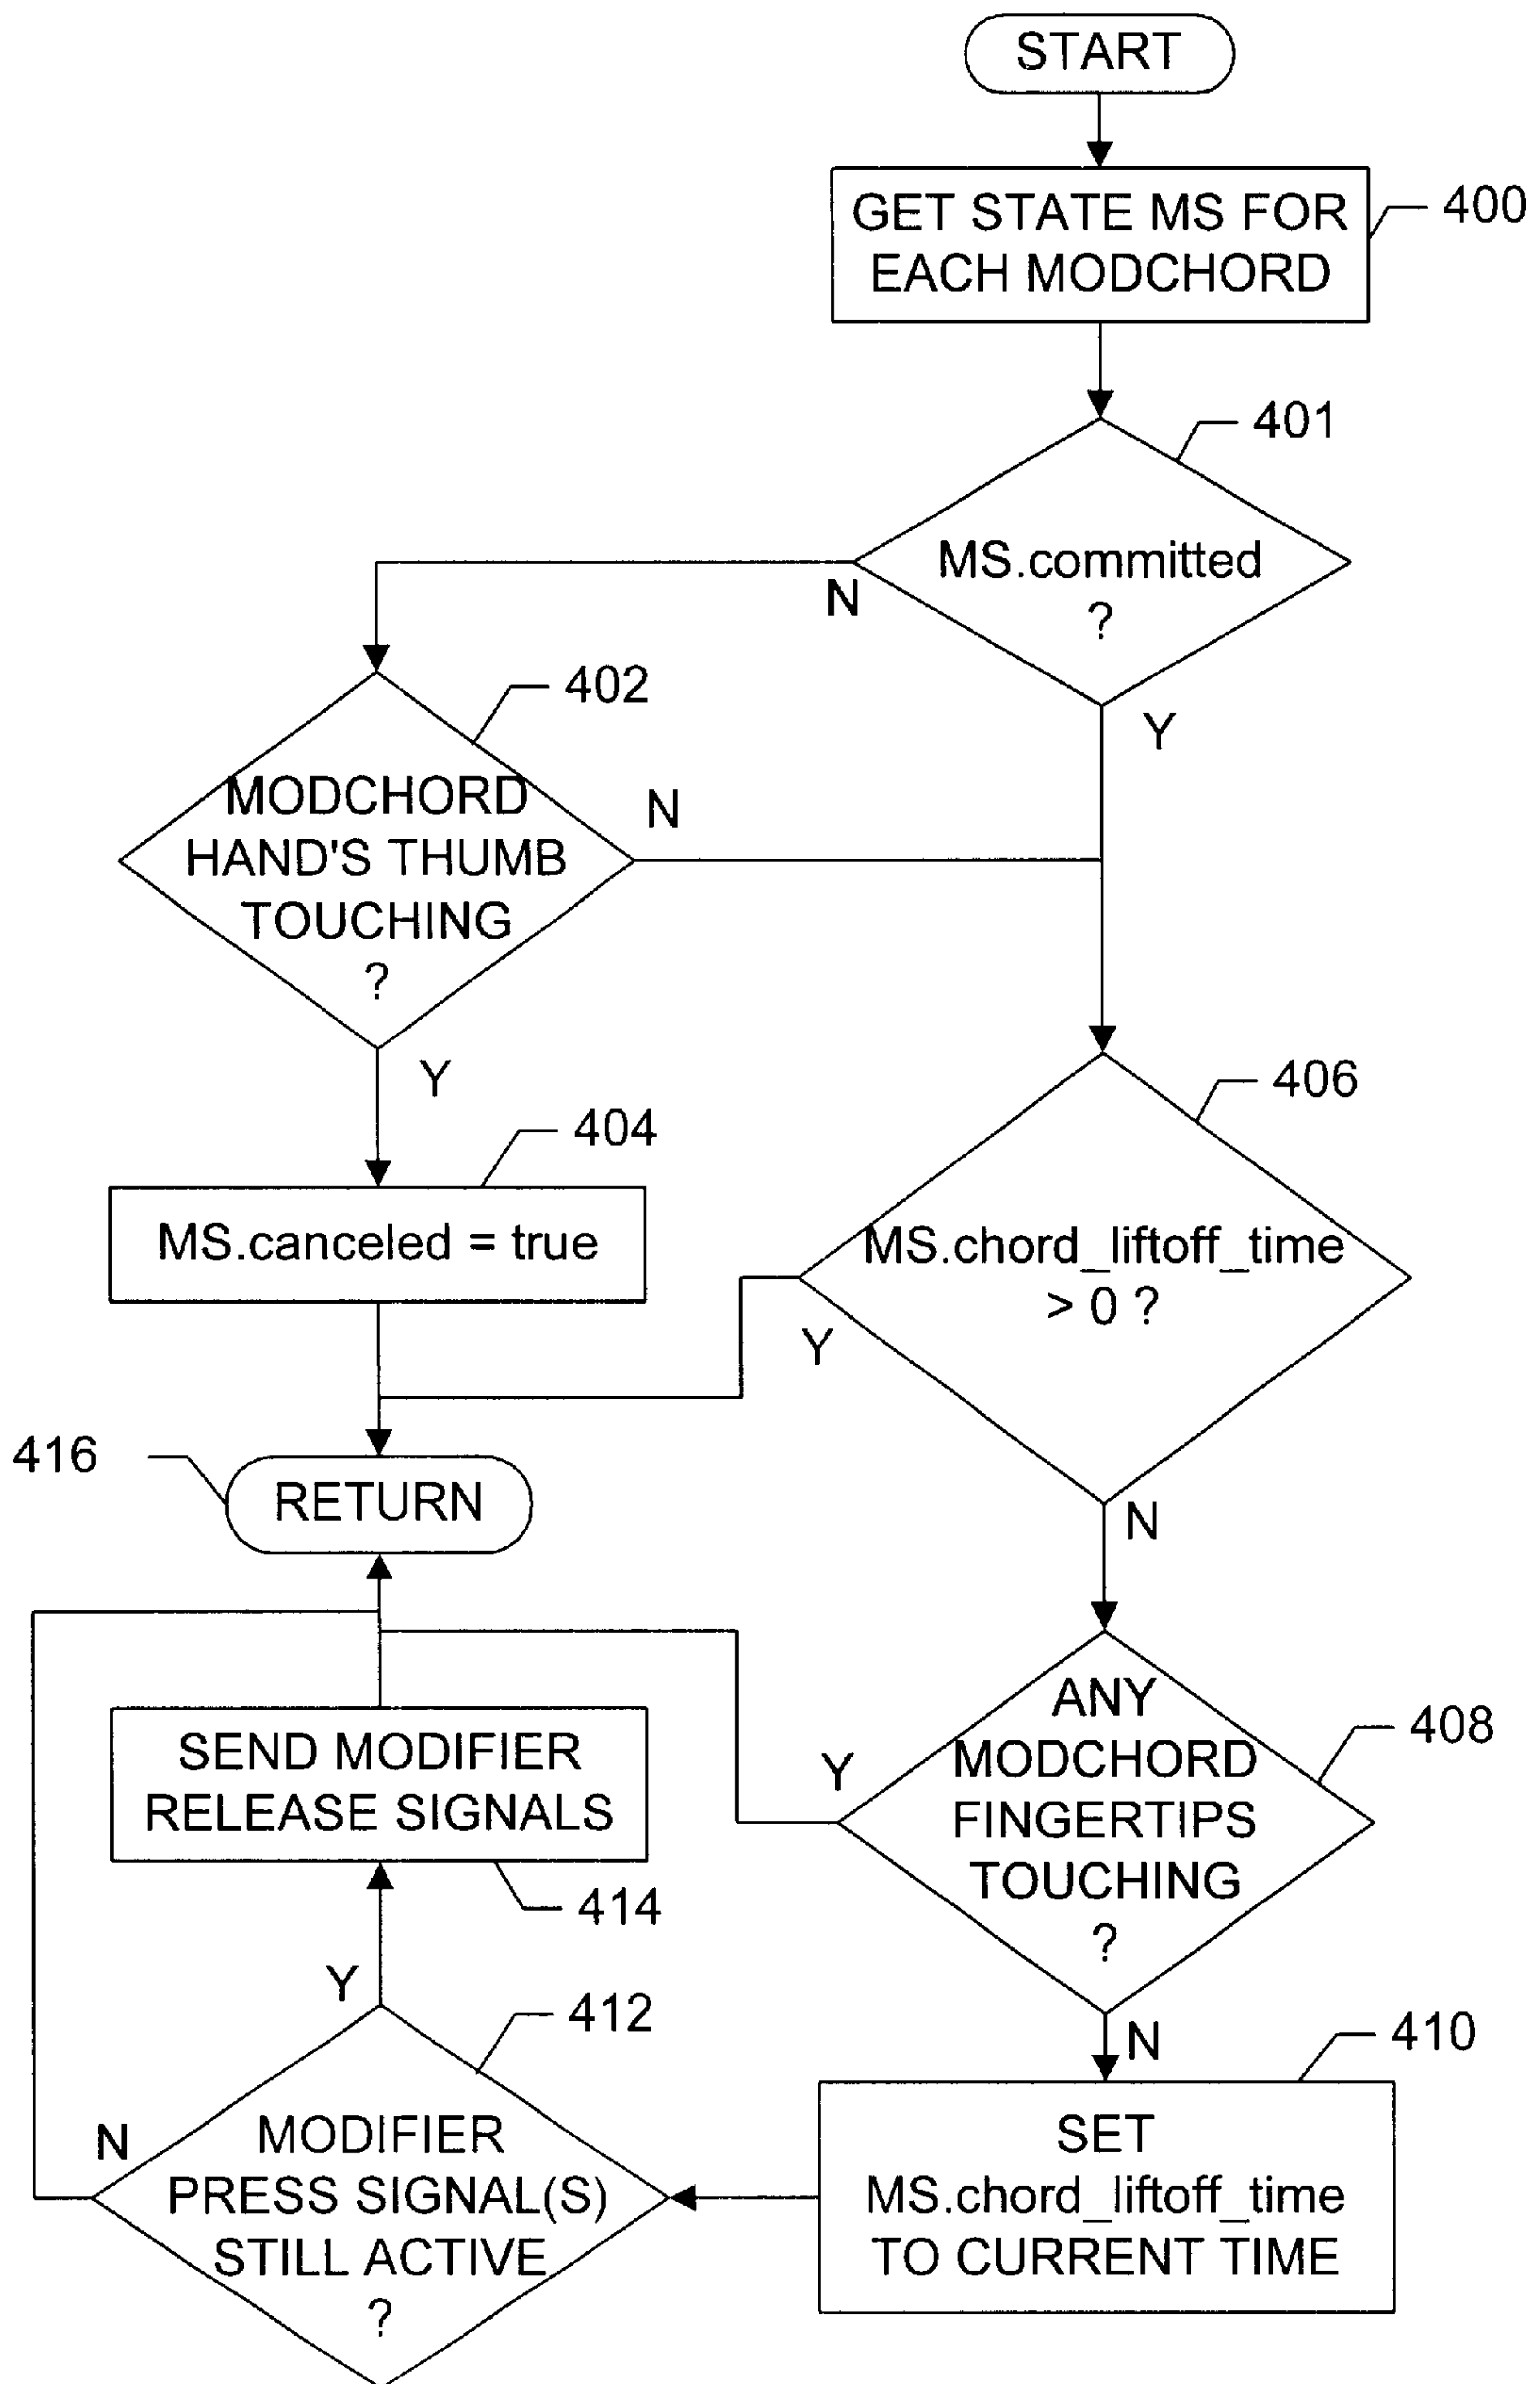 START
GET STATE MS FOR
EACH MODCHORD
400
401
MS.committed
?
N
Y
402
MODCHORD
HAND'S THUMB
TOUCHING
?
N
Y
404
MS.canceled = true
406
MS.chord_liftoff_time
> 0 ?
Y
N
416
RETURN
408
ANY
MODCHORD
FINGERTIPS
TOUCHING
?
Y
N
SEND MODIFIER
RELEASE SIGNALS
414
410
SET
MS.chord_liftoff_time
TO CURRENT TIME
412
Y
N
MODIFIER
PRESS SIGNAL(S)
STILL ACTIVE
?